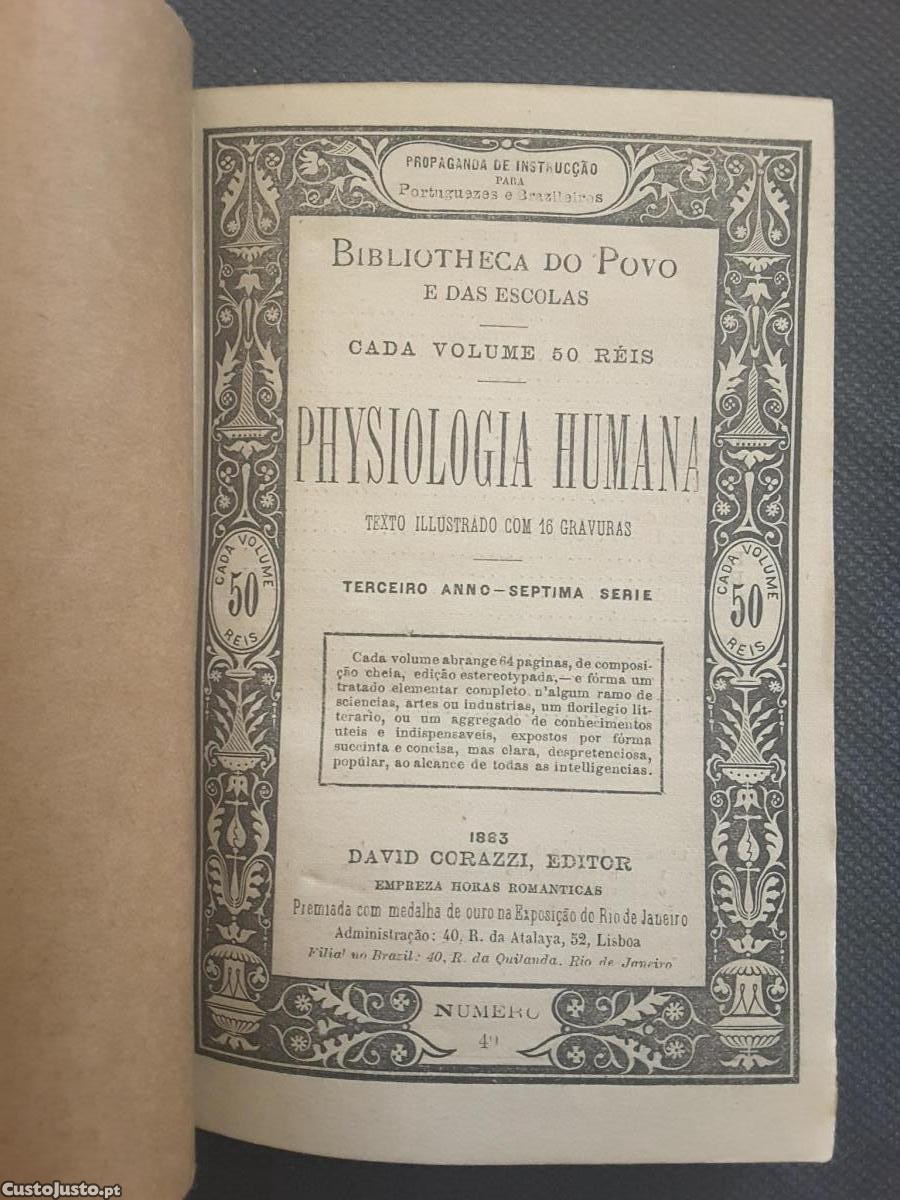 PROPAGANDA DE INSTRUCÇÃO
PARA
Portuguezes e Brazileiros
BIBLIOTHECA DO POVO
E DAS ESCOLAS
CADA VOLUME 50 RÉIS
PHYSIOLOGIA HUMANA
TEXTO ILLUSTRADO COM 16 GRAVURAS
TERCEIRO ANNO — SEPTIMA SERIE
CADA VOLUME
50
REIS
CADA VOLUME
50
REIS
Cada volume abrange 64 paginas, de composi-
ção cheia, edição estereotypada, — e fórma um
tratado elementar completo n'algum ramo de
sciencias, artes ou industrias, um florilegio lit-
terario, ou um aggregado de conhecimentos
uteis e indispensaveis, expostos por fórma
succinta e concisa, mas clara, despretenciosa,
popúlar, ao alcance de todas as intelligencias.
1883
DAVID CORAZZI, EDITOR
EMPREZA HORAS ROMANTICAS
Premiada com medalha de ouro na Exposição do Rio de Janeiro
Administração: 40, R. da Atalaya, 52, Lisboa
Filial no Brazil: 40, R. da Quitanda. Rio de Janeiro
NUMERO
CustoJusto.pt